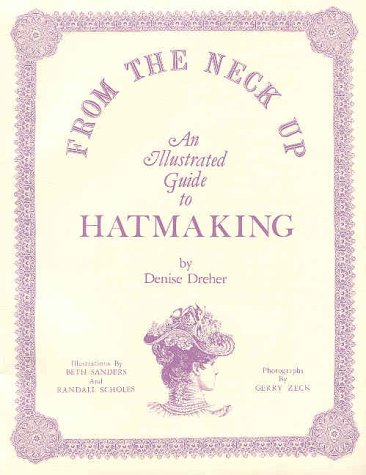 FROM THE NECK UP
An
Illustrated
Guide
to
HATMAKING
by
Denise Dreher
Illustrations By
BETH SANDERS
And
RANDALL SCHOLES
Photographs
By
GERRY ZECK